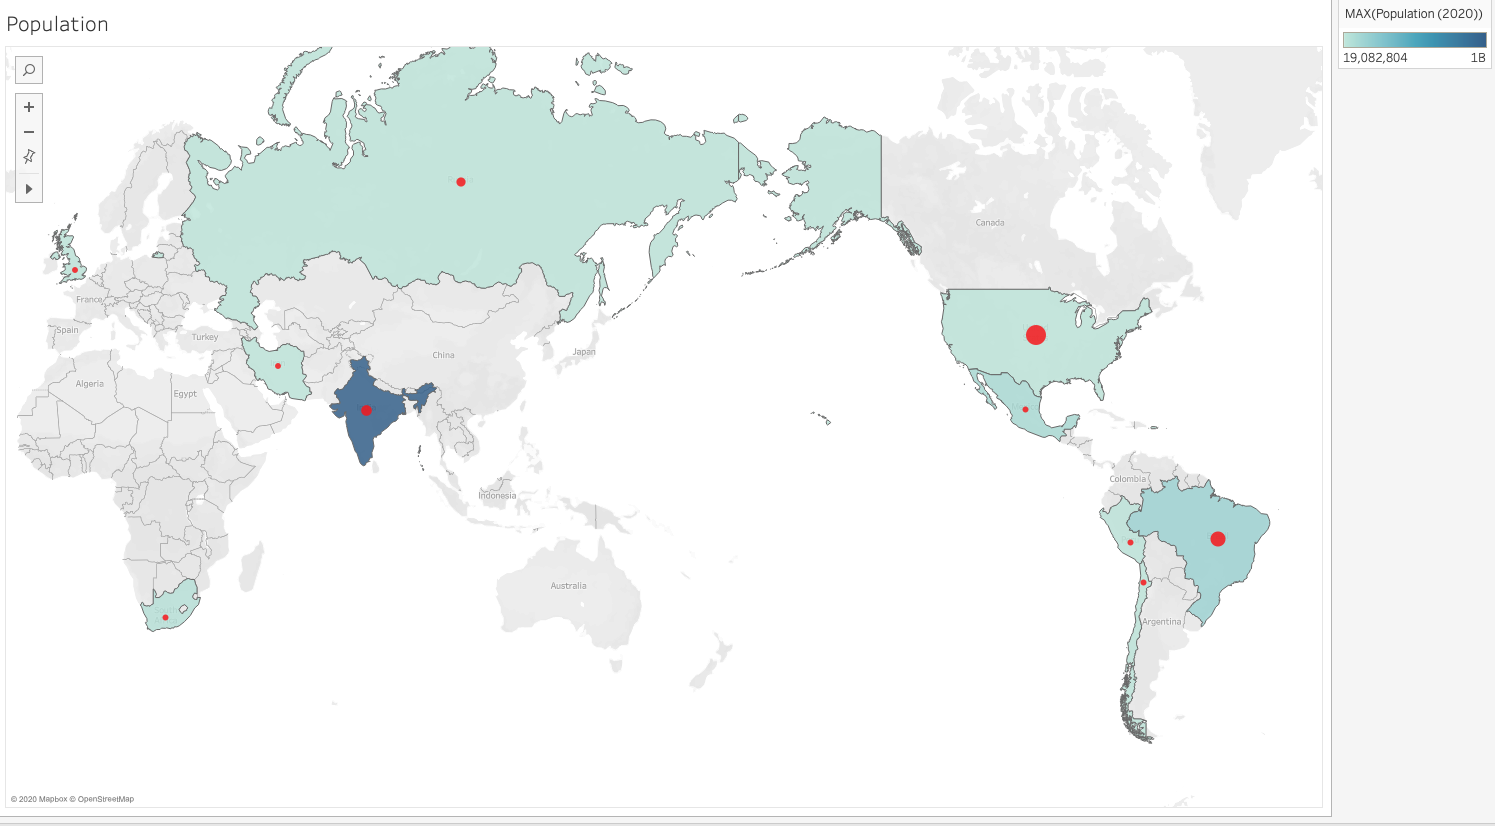 Population
MAX(Population (2020))
19,082,804 1B
Canada
France
Spain
Turkey
China
Japan
Algeria
Egypt
Colombia
Indonesia
Australia
Argentina
© 2020 Mapbox © OpenStreetMap